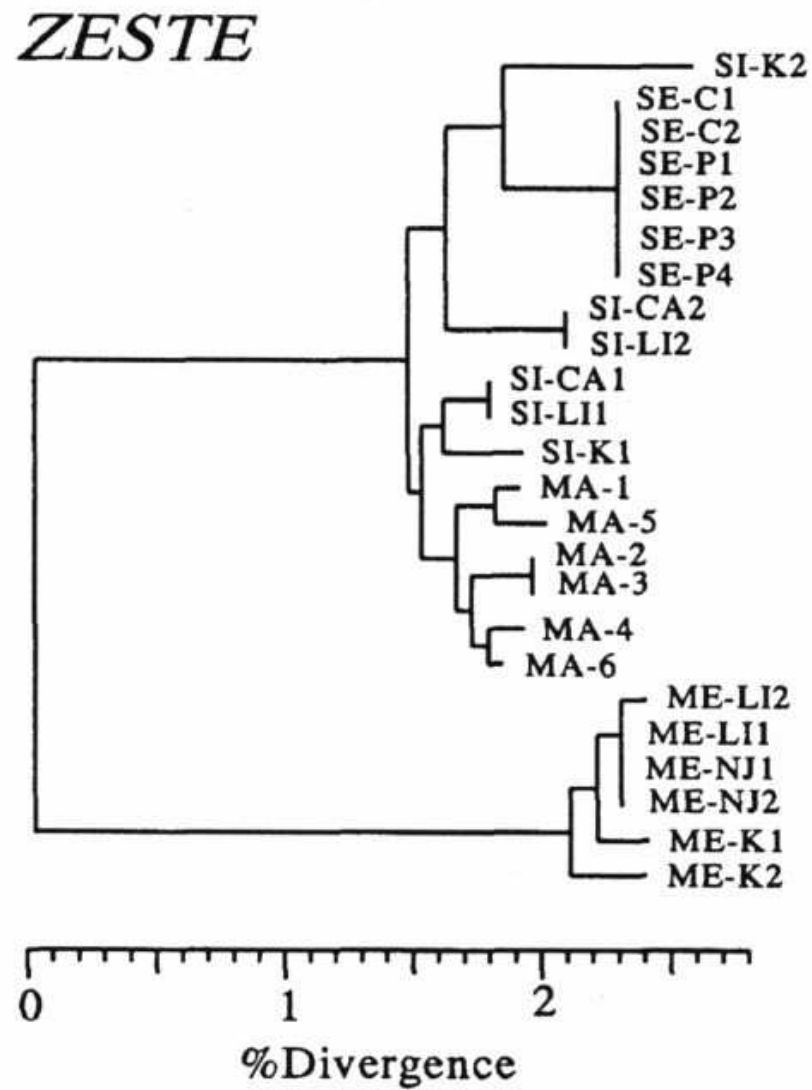 ZESTE
SI-K2
SE-C1
SE-C2
SE-P1
SE-P2
SE-P3
SE-P4
SI-CA2
SI-LI2
SI-CA1
SI-LI1
SI-K1
MA-1
MA-5
MA-2
MA-3
MA-4
MA-6
ME-LI2
ME-LI1
ME-NJ1
ME-NJ2
ME-K1
ME-K2
0 1 2
%Divergence